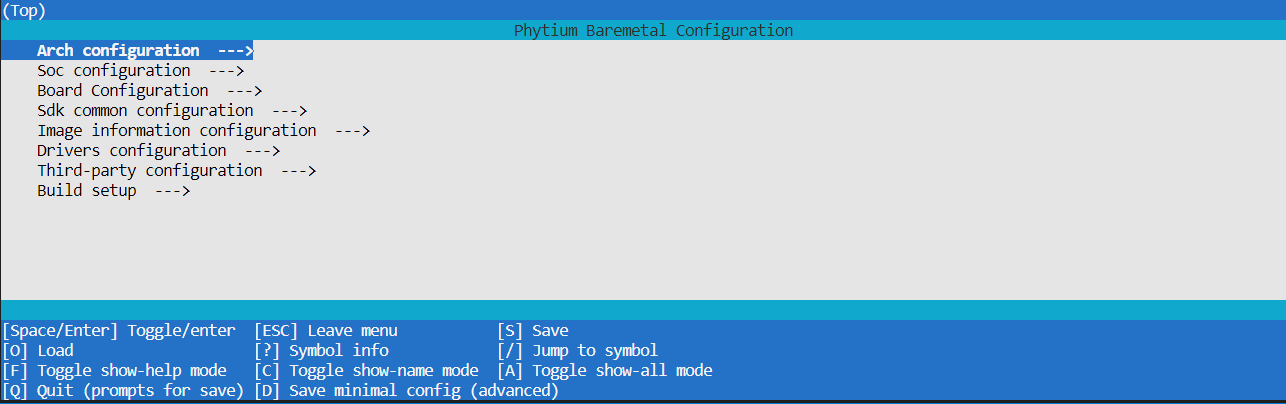 (Top)
Phytium Baremetal Configuration
Arch configuration  --->
Soc configuration  --->
Board Configuration  --->
Sdk common configuration  --->
Image information configuration  --->
Drivers configuration  --->
Third-party configuration  --->
Build setup  --->
[Space/Enter] Toggle/enter  [ESC] Leave menu           [S] Save
[O] Load                    [?] Symbol info            [/] Jump to symbol
[F] Toggle show-help mode   [C] Toggle show-name mode  [A] Toggle show-all mode
[Q] Quit (prompts for save) [D] Save minimal config (advanced)